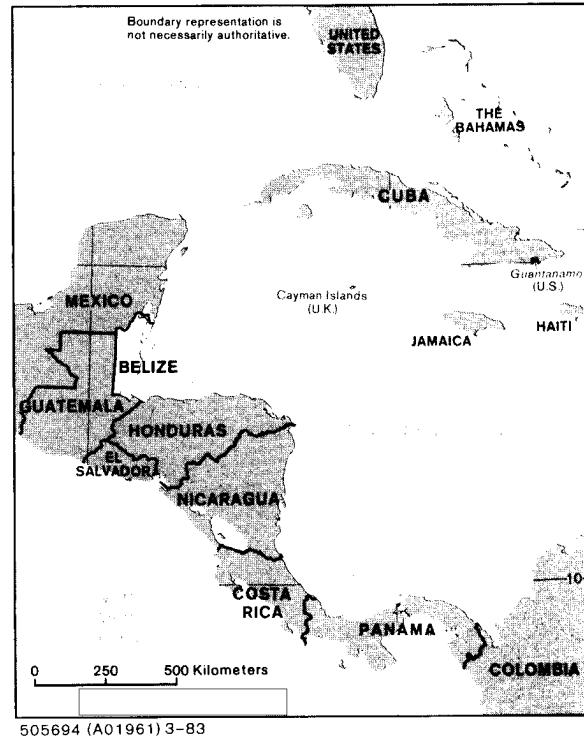 Boundary representation is
not necessarily authoritative.
UNITED
STATES
THE
BAHAMAS
CUBA
Guantanamo
(U.S.)
MEXICO
Cayman Islands
(U.K.)
JAMAICA
HAITI
BELIZE
GUATEMALA
HONDURAS
EL
SALVADOR
NICARAGUA
10
COSTA
RICA
PANAMA
COLOMBIA
0 250 500 Kilometers
505694 (A01961) 3-83